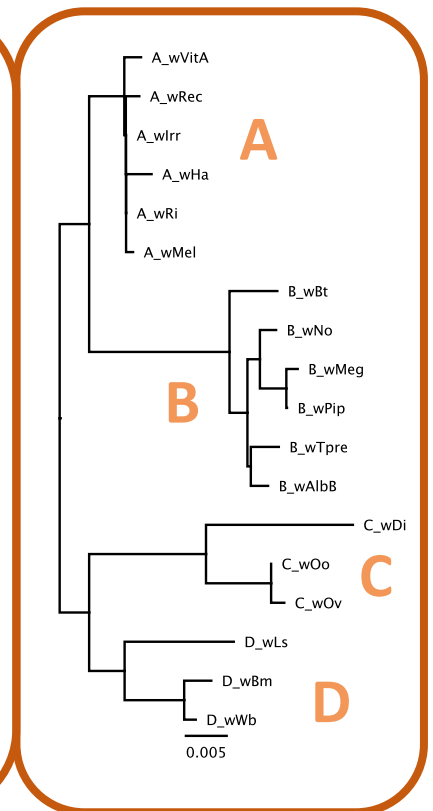 A_wVitA
A_wRec
A_wIrr
A
A_wHa
A_wRi
A_wMel
B_wBt
B_wNo
B_wMeg
B
B_wPip
B_wTpre
B_wAlbB
C_wDi
C_wOo
C
C_wOv
D_wLs
D_wBm
D
D_wWb
0.005